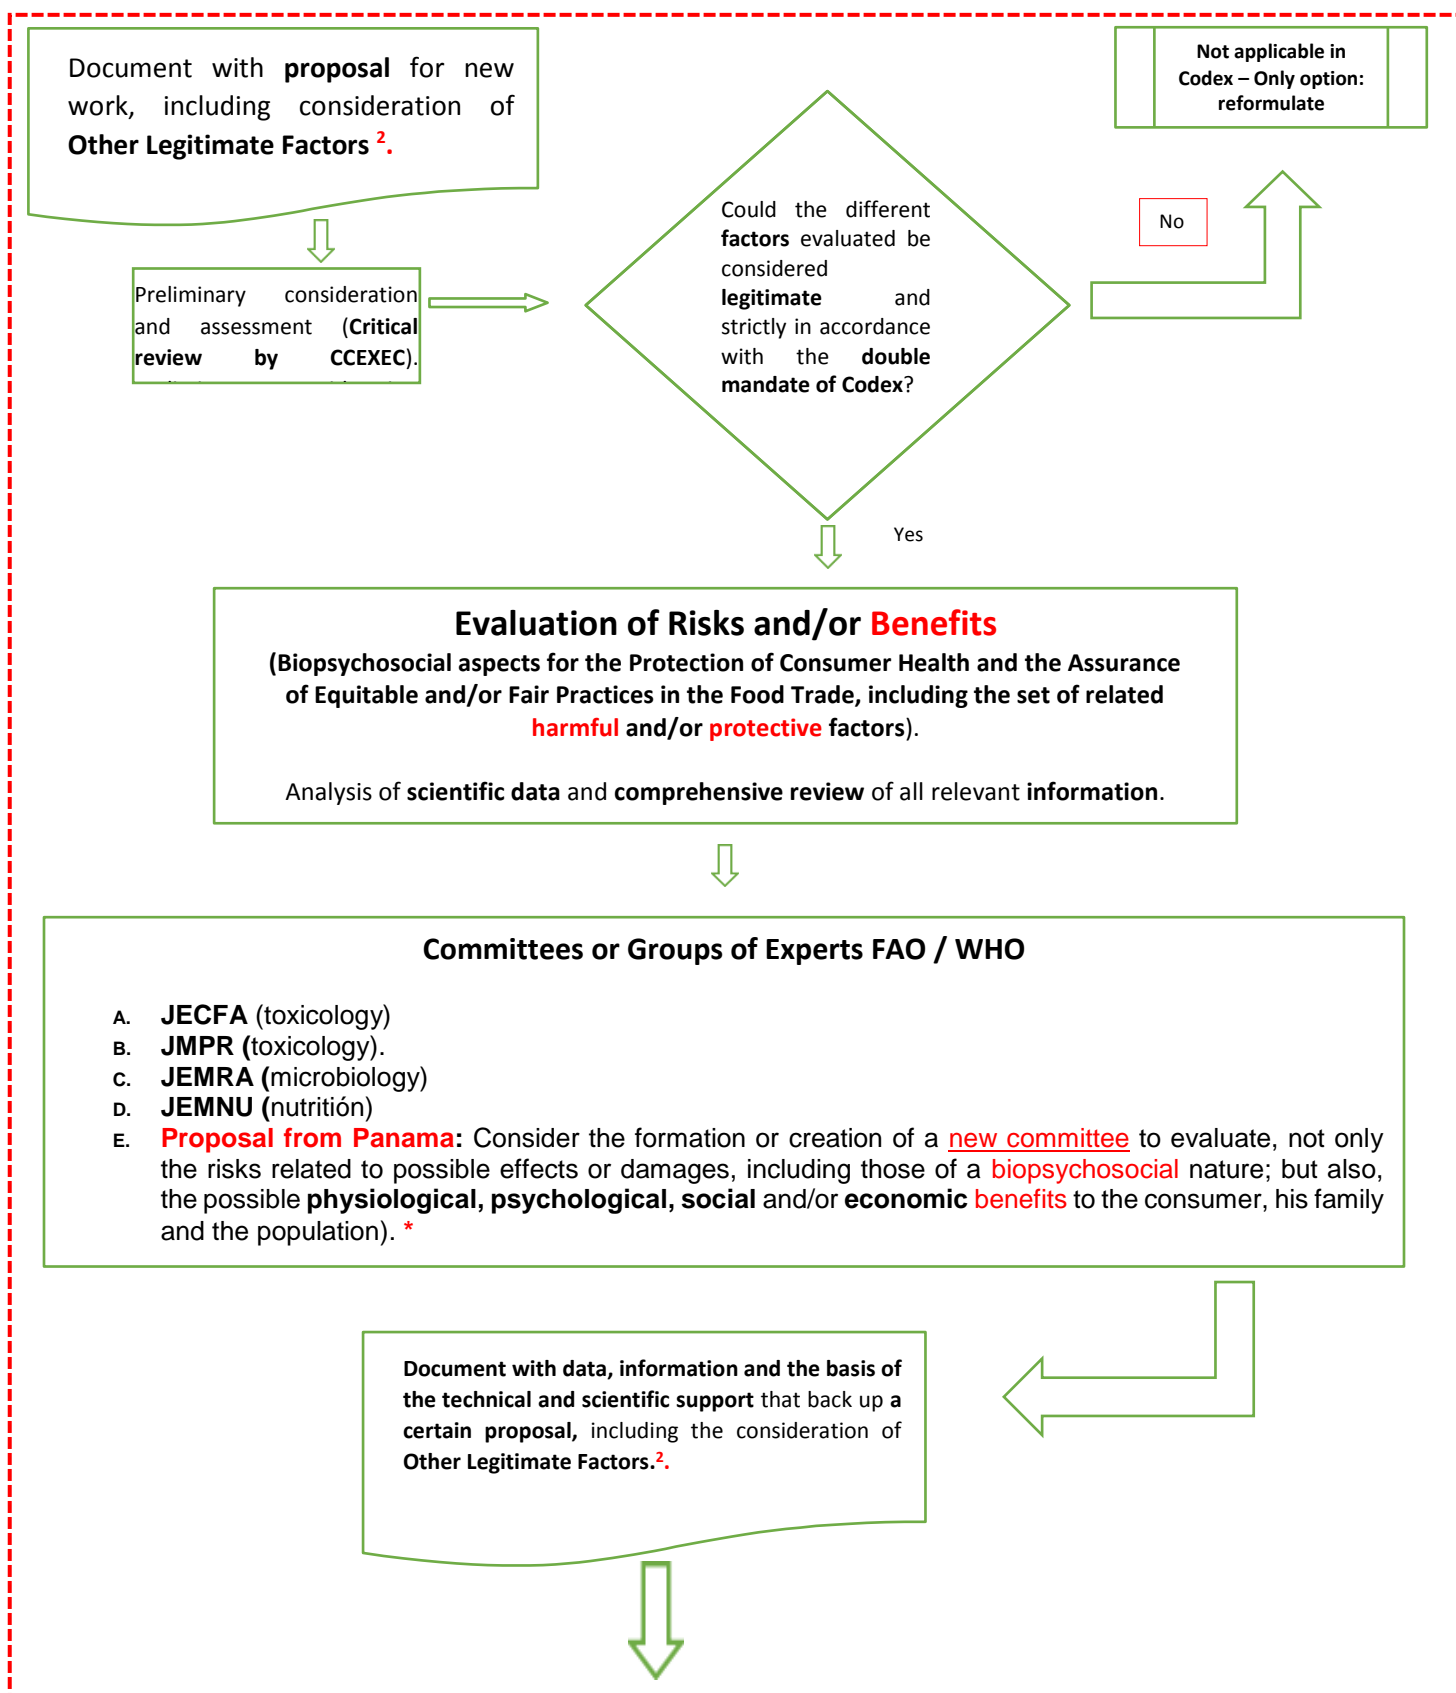 Document with proposal for new
work, including consideration of
Other Legitimate Factors 2.
Not applicable in
Codex – Only option:
reformulate
Could the different
factors evaluated be
considered
legitimate and
strictly in accordance
with the double
mandate of Codex?
No
Preliminary consideration
and assessment (Critical
review by CCEXEC).
Yes
Evaluation of Risks and/or Benefits
(Biopsychosocial aspects for the Protection of Consumer Health and the Assurance
of Equitable and/or Fair Practices in the Food Trade, including the set of related
harmful and/or protective factors).
Analysis of scientific data and comprehensive review of all relevant information.
Committees or Groups of Experts FAO / WHO
A. JECFA (toxicology)
B. JMPR (toxicology).
C. JEMRA (microbiology)
D. JEMNU (nutritión)
E. Proposal from Panama: Consider the formation or creation of a new committee to evaluate, not only
the risks related to possible effects or damages, including those of a biopsychosocial nature; but also,
the possible physiological, psychological, social and/or economic benefits to the consumer, his family
and the population). *
Document with data, information and the basis of
the technical and scientific support that back up a
certain proposal, including the consideration of
Other Legitimate Factors.2.